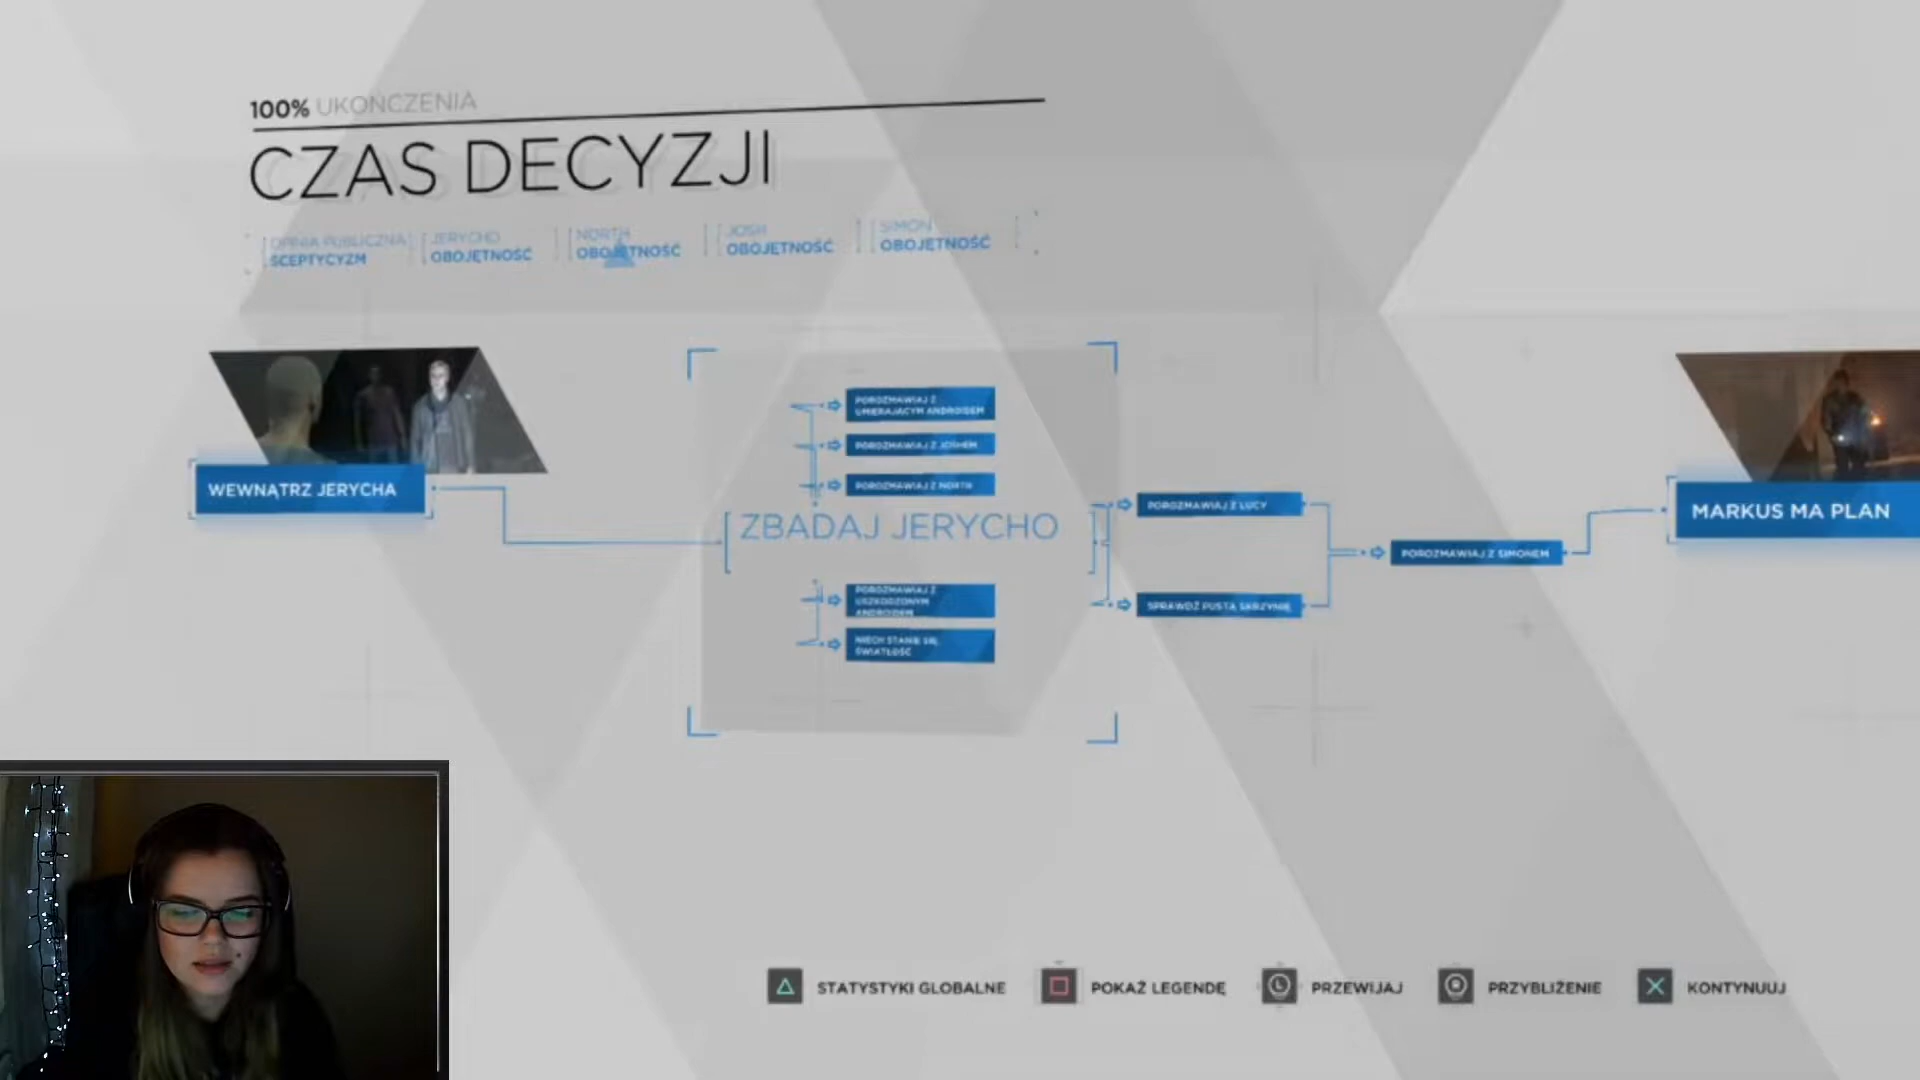 100% UKOŃCZENIA
CZAS DECYZJI
OPINIA PUBLICZNA
SCEPTYCYZM
JERYCHO
OBOJĘTNOŚĆ
NORTH
OBOJĘTNOŚĆ
JOSH
OBOJĘTNOŚĆ
SIMON
OBOJĘTNOŚĆ
WEWNĄTRZ JERYCHA
POROZMAWIAJ Z
UMIERAJĄCYM ANDROIDEM
POROZMAWIAJ Z JOSHEM
POROZMAWIAJ Z NORTH
ZBADAJ JERYCHO
POROZMAWIAJ Z
USZKODZONYM
ANDROIDEM
NIECH STANIE SIĘ
ŚWIATŁOŚĆ
POROZMAWIAJ Z LUCY
SPRAWDŹ PUSTĄ SKRZYNIĘ
POROZMAWIAJ Z SIMONEM
MARKUS MA PLAN
STATYSTYKI GLOBALNE
POKAŻ LEGENDĘ
PRZEWIJAJ
PRZYBLIŻENIE
KONTYNUUJ